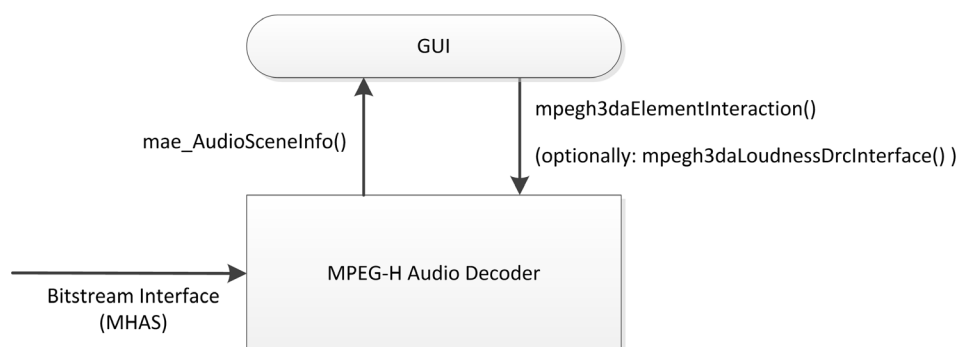 GUI
mae_AudioSceneInfo()
mpegh3daElementInteraction()
(optionally: mpegh3daLoudnessDrcInterface() )
MPEG-H Audio Decoder
Bitstream Interface
(MHAS)